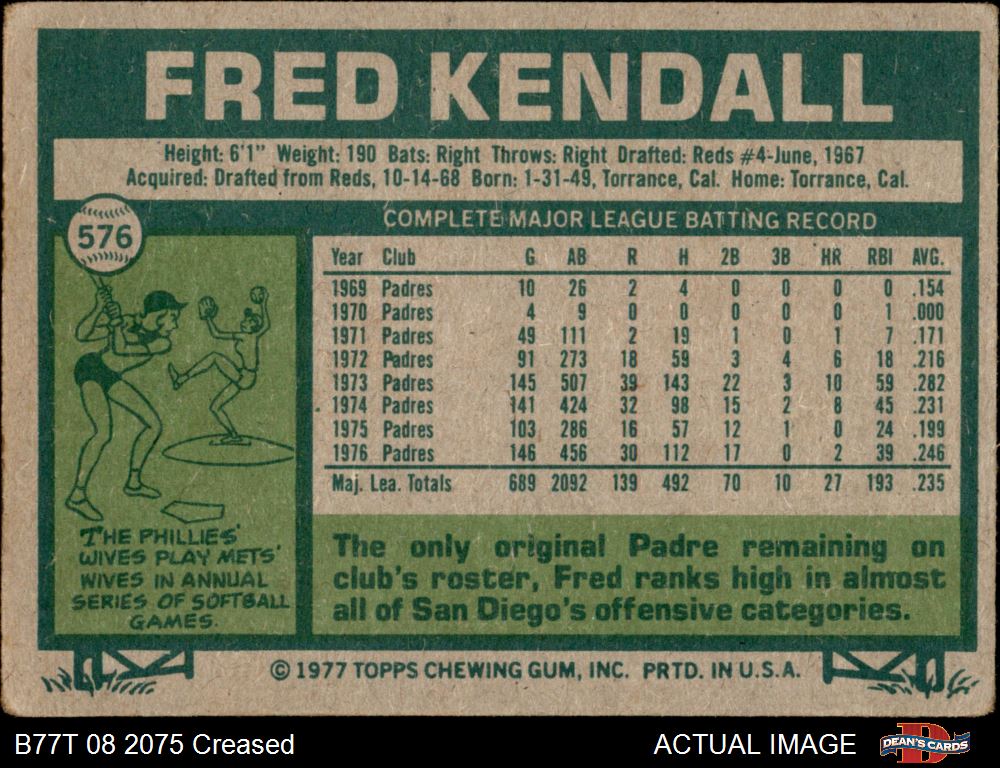 FRED KENDALL
Height: 6'1" Weight: 190 Bats: Right Throws: Right Drafted: Reds #4-June, 1967
Acquired: Drafted from Reds, 10-14-68 Born: 1-31-49, Torrance, Cal. Home: Torrance, Cal.
576
COMPLETE MAJOR LEAGUE BATTING RECORD
Year Club G AB R H 2B 3B HR RBI AVG.
1969 Padres 10 26 2 4 0 0 0 0 .154
1970 Padres 4 9 0 0 0 0 0 1 .000
1971 Padres 49 111 2 19 1 0 1 7 .171
1972 Padres 91 273 18 59 3 4 6 18 .216
1973 Padres 145 507 39 143 22 3 10 59 .282
1974 Padres 141 424 32 98 15 2 8 45 .231
1975 Padres 103 286 16 57 12 1 0 24 .199
1976 Padres 146 456 30 112 17 0 2 39 .246
Maj. Lea. Totals 689 2092 139 492 70 10 27 193 .235
THE PHILLIES'
WIVES PLAY METS'
WIVES IN ANNUAL
SERIES OF SOFTBALL
GAMES.
The only original Padre remaining on
club's roster, Fred ranks high in almost
all of San Diego's offensive categories.
© 1977 TOPPS CHEWING GUM, INC. PRTD. IN U.S.A.
B77T 08 2075 Creased
ACTUAL IMAGE
DEAN'S CARDS